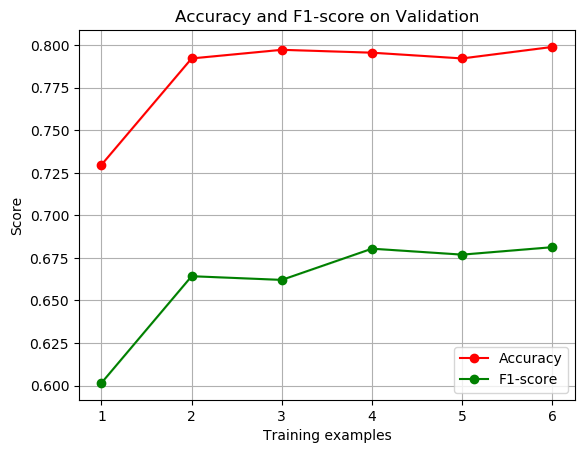 Accuracy and F1-score on Validation
0.800
0.775
0.750
0.725
0.700
0.675
0.650
0.625
0.600
Score
Accuracy
F1-score
1 2 3 4 5 6
Training examples